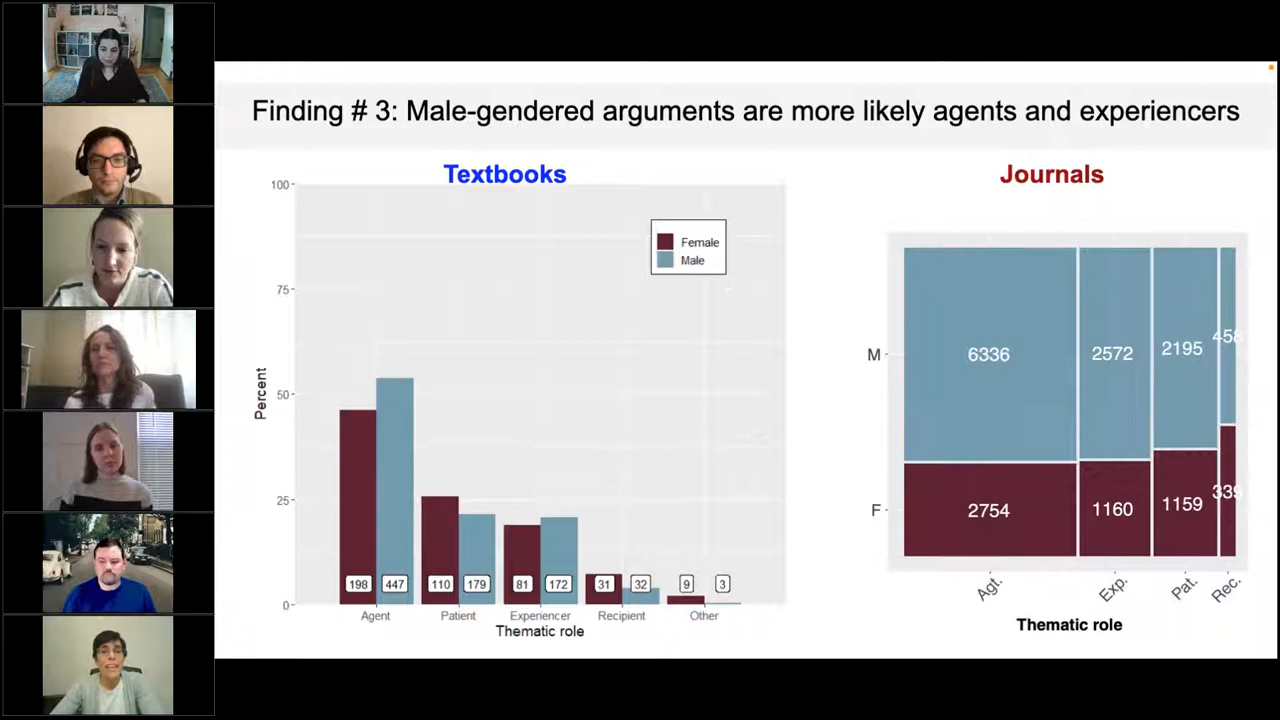 Finding # 3: Male-gendered arguments are more likely agents and experiencers
Textbooks
100
75
50
25
0
Percent
Female
Male
198 447 110 179 81 172 31 32 9 3
Agent Patient Experiencer Recipient Other
Thematic role
Journals
M
F
6336 2572 2195 458
2754 1160 1159 339
Agt. Exp. Pat. Rec.
Thematic role